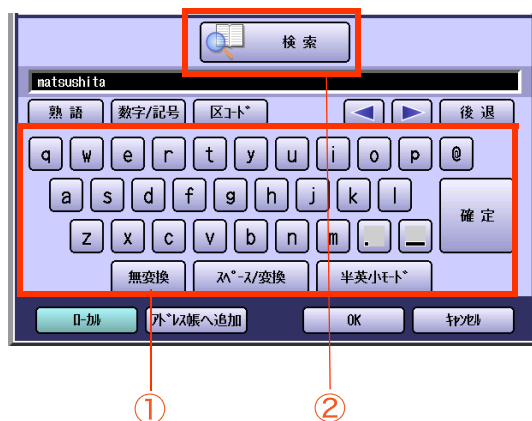 検 索
matsushita
熟 語 数字/記号 区ｺｰﾄﾞ ◀ ▶ 後 退
q w e r t y u i o p @
a s d f g h j k l 確 定
z x c v b n m . _
無変換 ｽﾍﾟｰｽ/変換 半英小ﾓｰﾄﾞ
ﾛｰｶﾙ ｱﾄﾞﾚｽ帳へ追加 OK ｷｬﾝｾﾙ
① ②